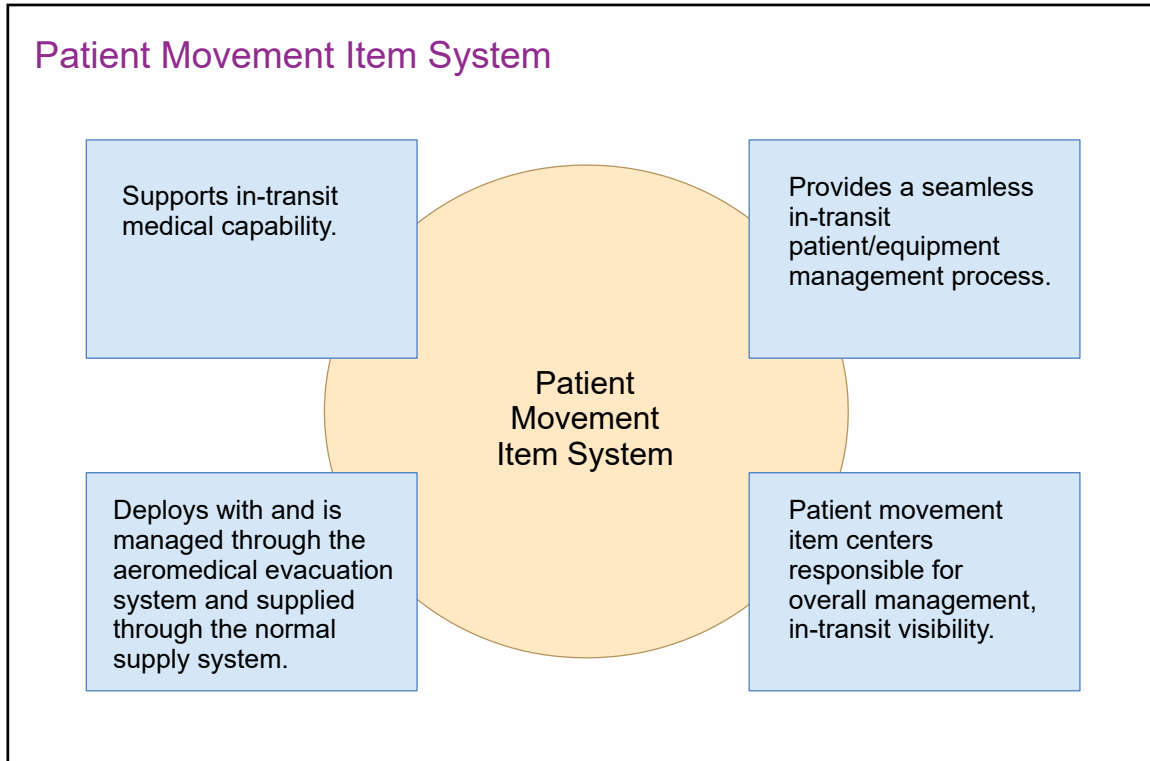 Patient Movement Item System
Supports in-transit
medical capability.
Provides a seamless
in-transit
patient/equipment
management process.
Patient
Movement
Item System
Deploys with and is
managed through the
aeromedical evacuation
system and supplied
through the normal
supply system.
Patient movement
item centers
responsible for
overall management,
in-transit visibility.